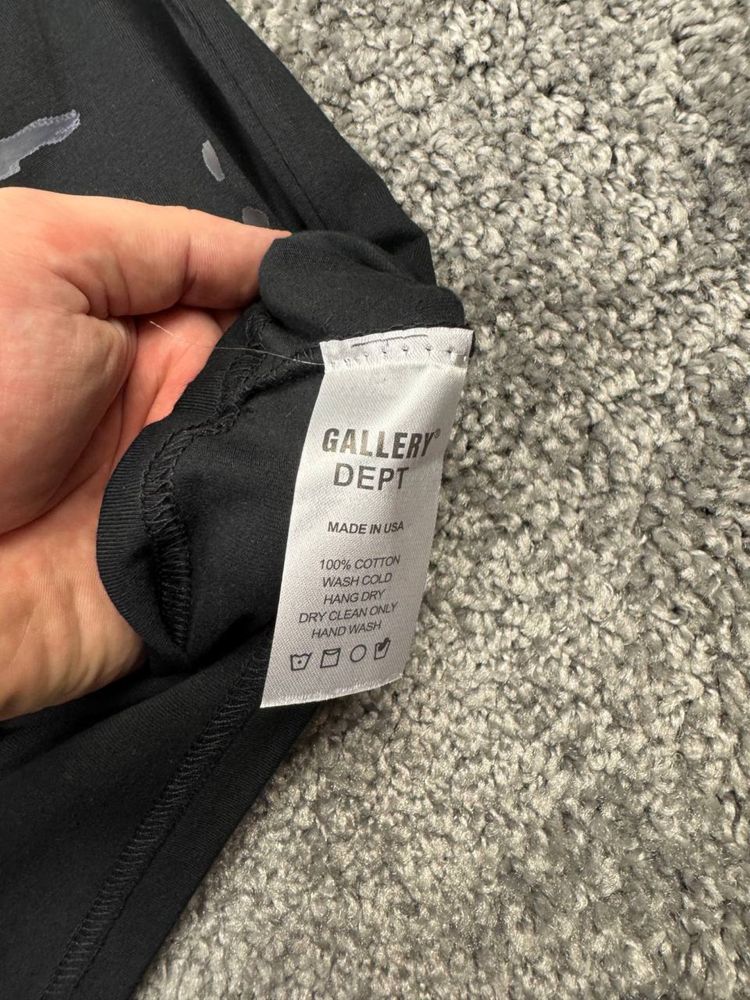 GALLERY®
DEPT
MADE IN USA
100% COTTON
WASH COLD
HANG DRY
DRY CLEAN ONLY
HAND WASH